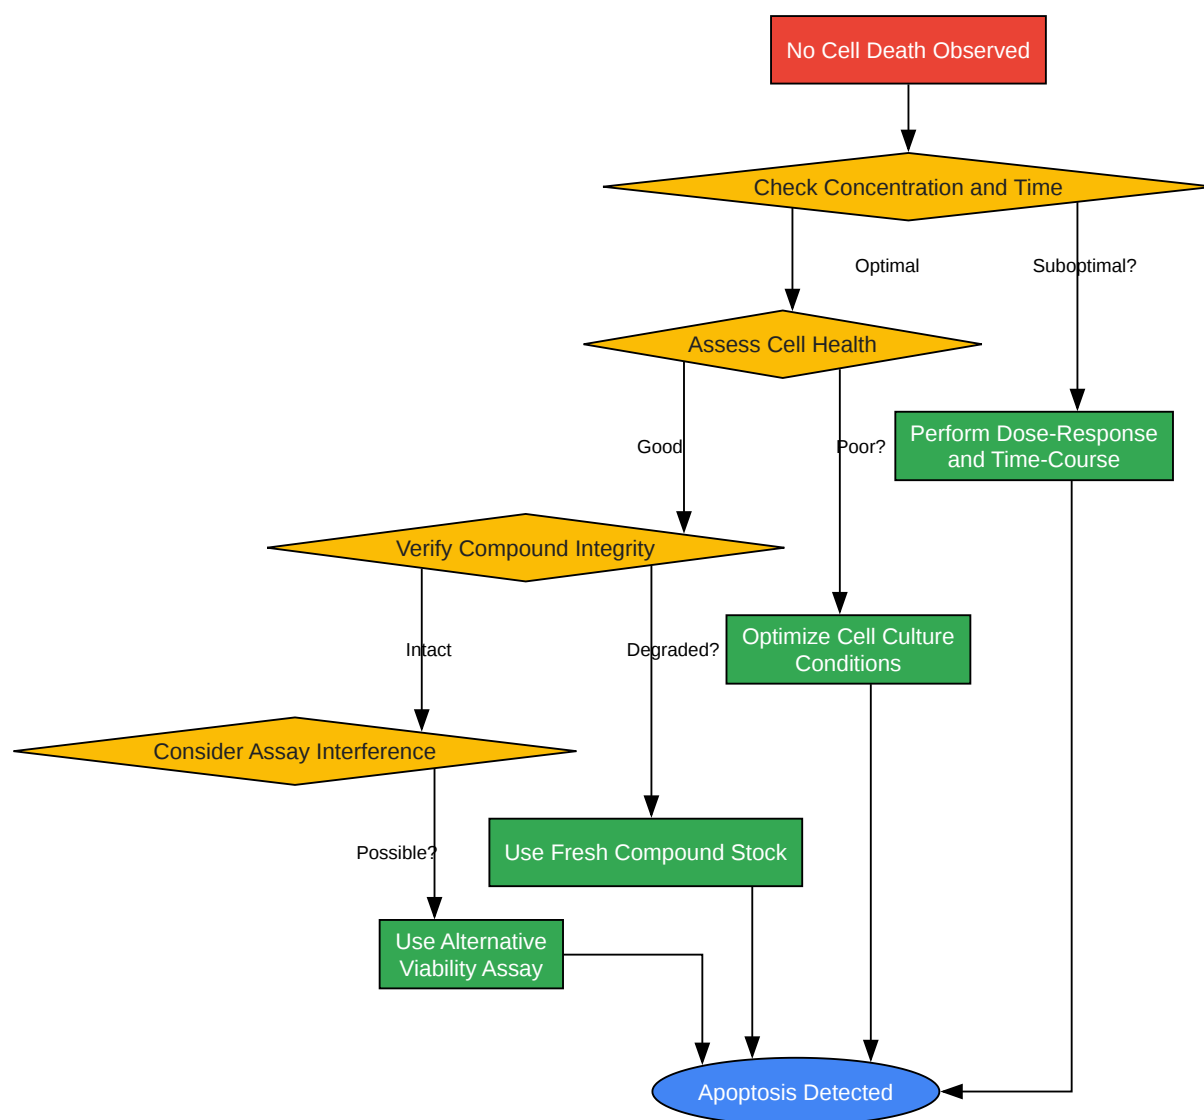 No Cell Death Observed
Check Concentration and Time
Optimal
Suboptimal?
Assess Cell Health
Perform Dose-Response
and Time-Course
Good
Poor?
Verify Compound Integrity
Optimize Cell Culture
Conditions
Intact
Degraded?
Consider Assay Interference
Possible?
Use Fresh Compound Stock
Use Alternative
Viability Assay
Apoptosis Detected